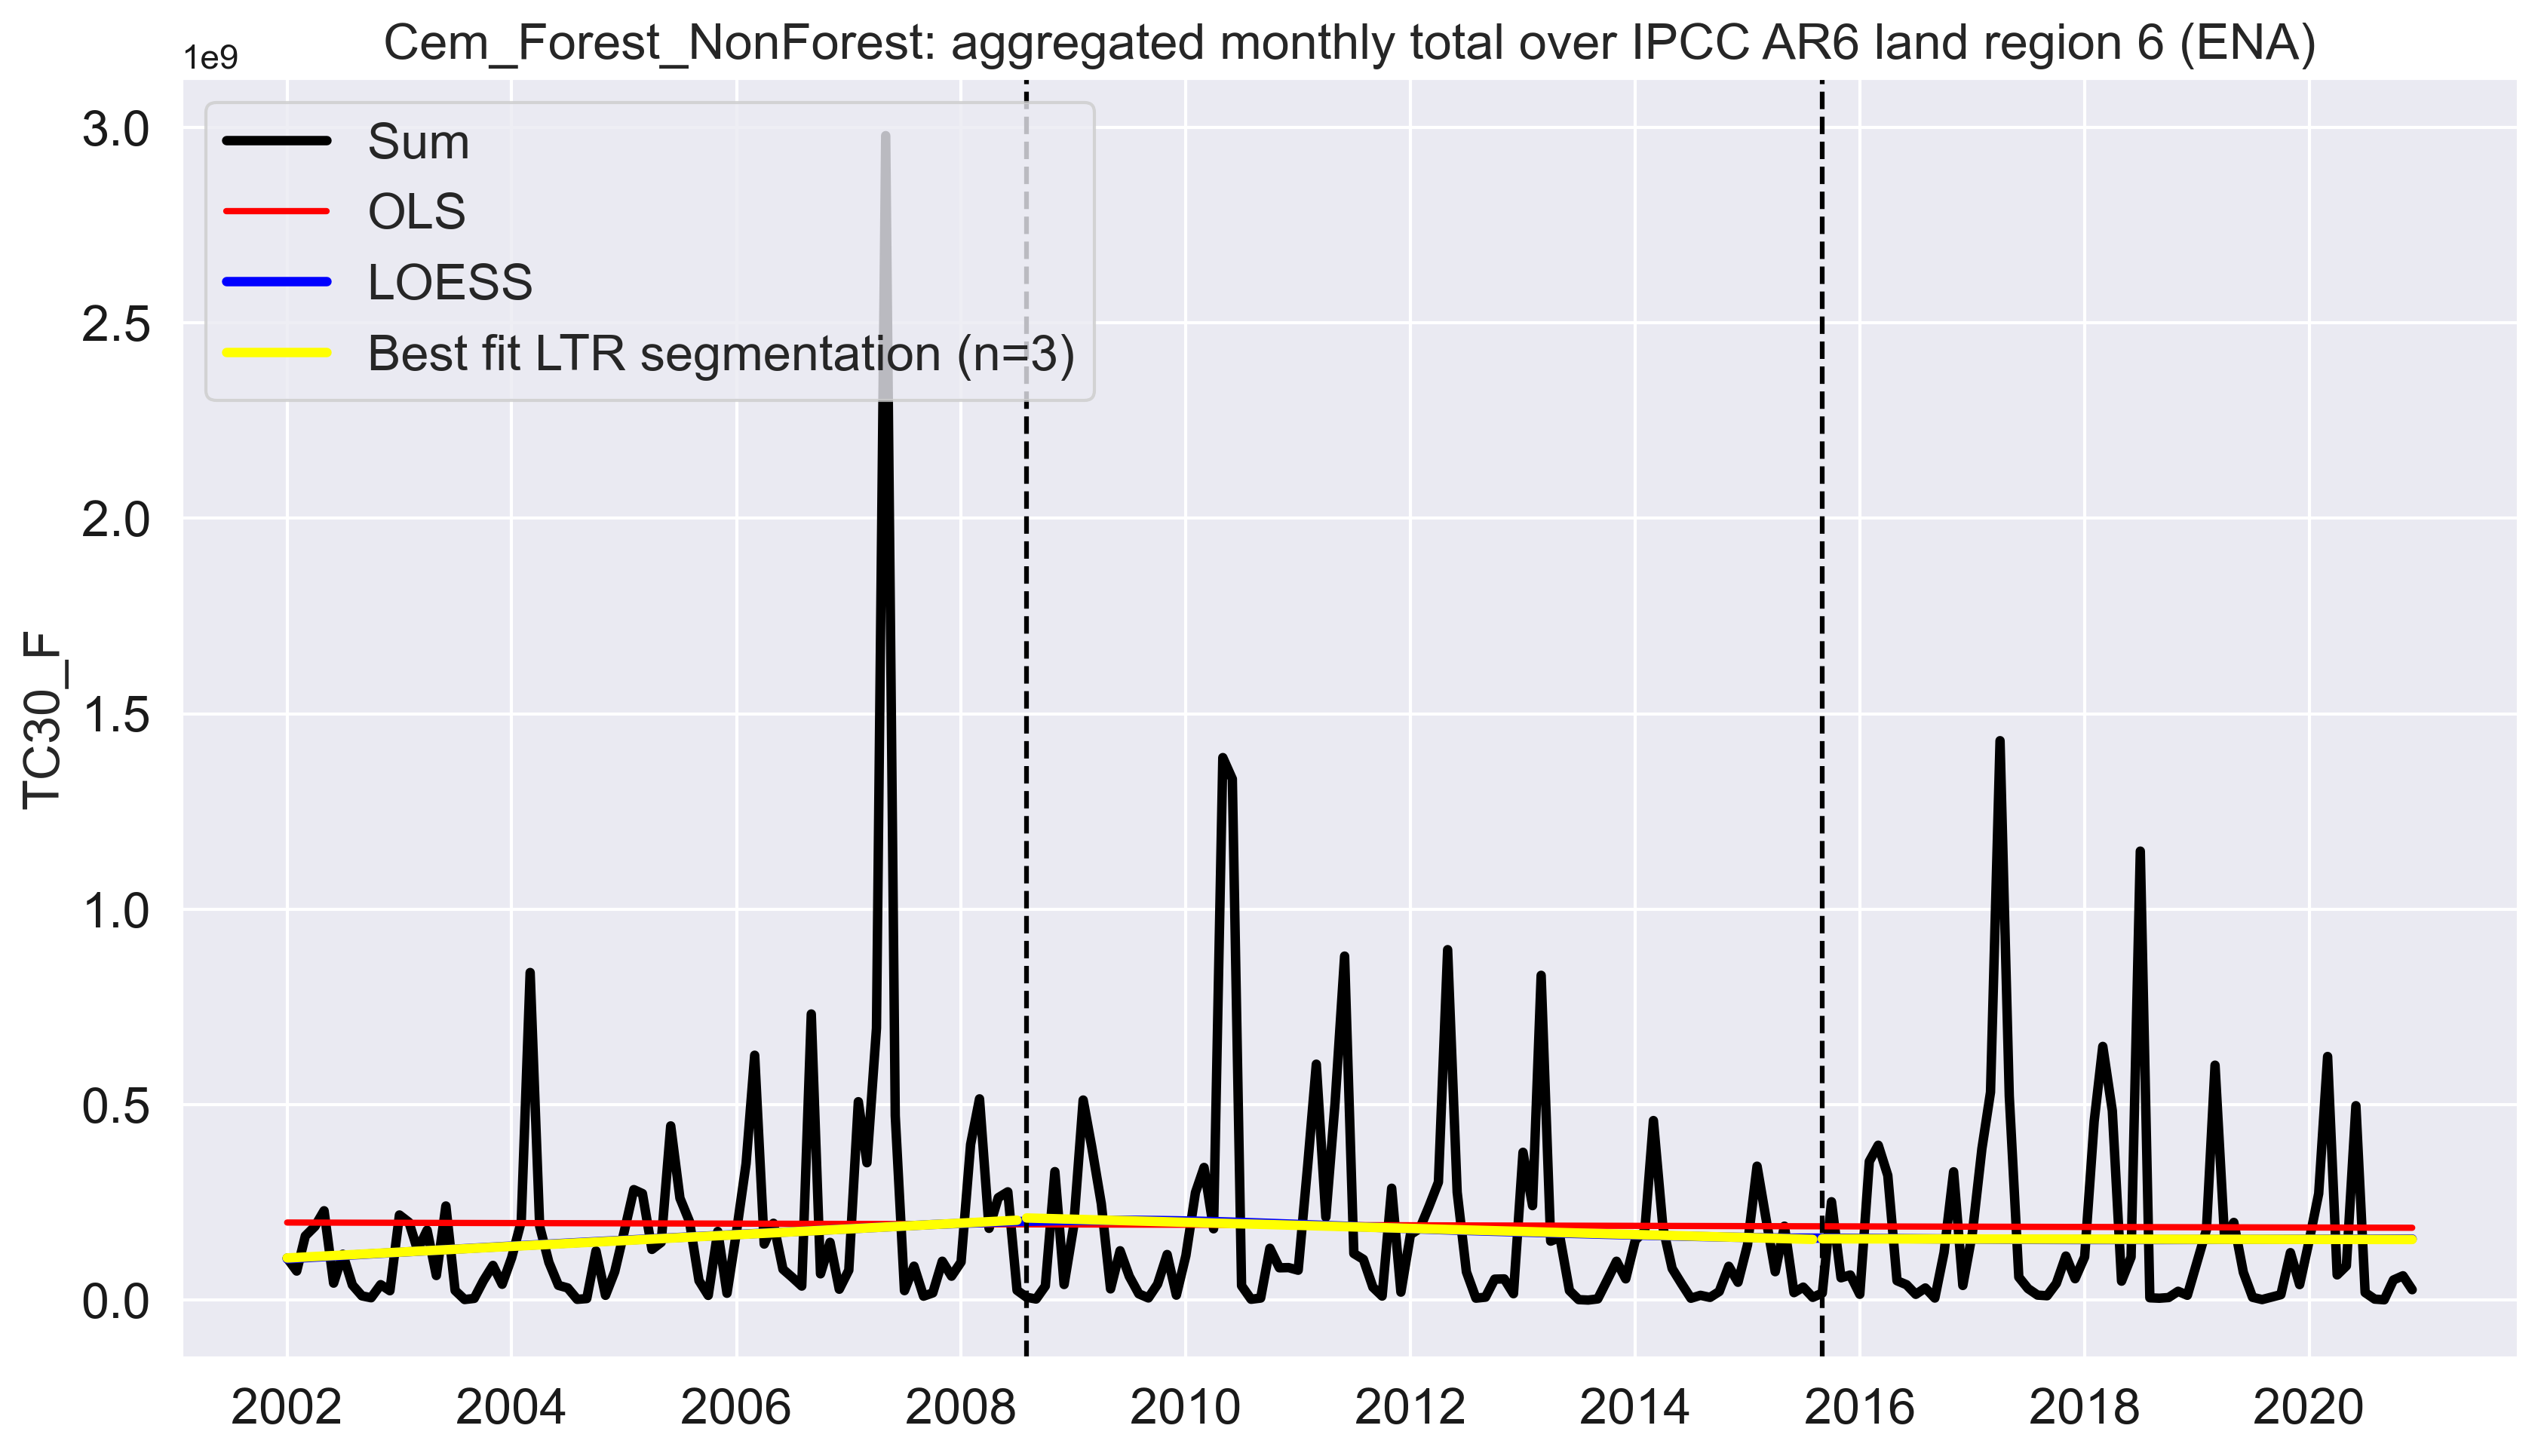 Cem_Forest_NonForest: aggregated monthly total over IPCC AR6 land region 6 (ENA)
1e9
Sum
OLS
LOESS
Best fit LTR segmentation (n=3)
3.0
2.5
2.0
1.5
1.0
0.5
0.0
TC30_F
2002 2004 2006 2008 2010 2012 2014 2016 2018 2020